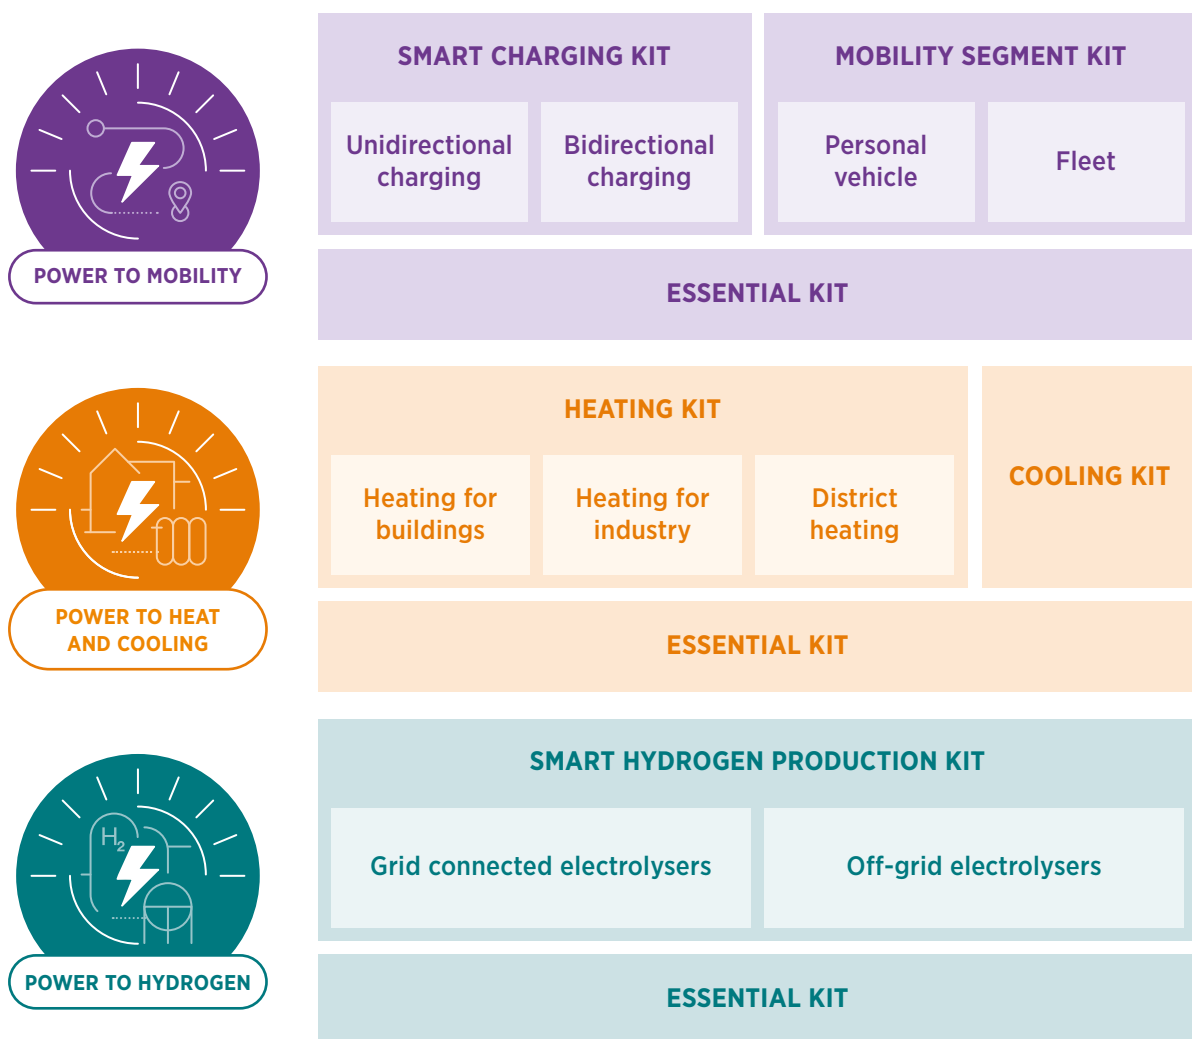 SMART CHARGING KIT
Unidirectional
charging
Bidirectional
charging
MOBILITY SEGMENT KIT
Personal
vehicle
Fleet
POWER TO MOBILITY
ESSENTIAL KIT
HEATING KIT
Heating for
buildings
Heating for
industry
District
heating
COOLING KIT
POWER TO HEAT
AND COOLING
ESSENTIAL KIT
SMART HYDROGEN PRODUCTION KIT
H₂
Grid connected electrolysers
Off-grid electrolysers
POWER TO HYDROGEN
ESSENTIAL KIT